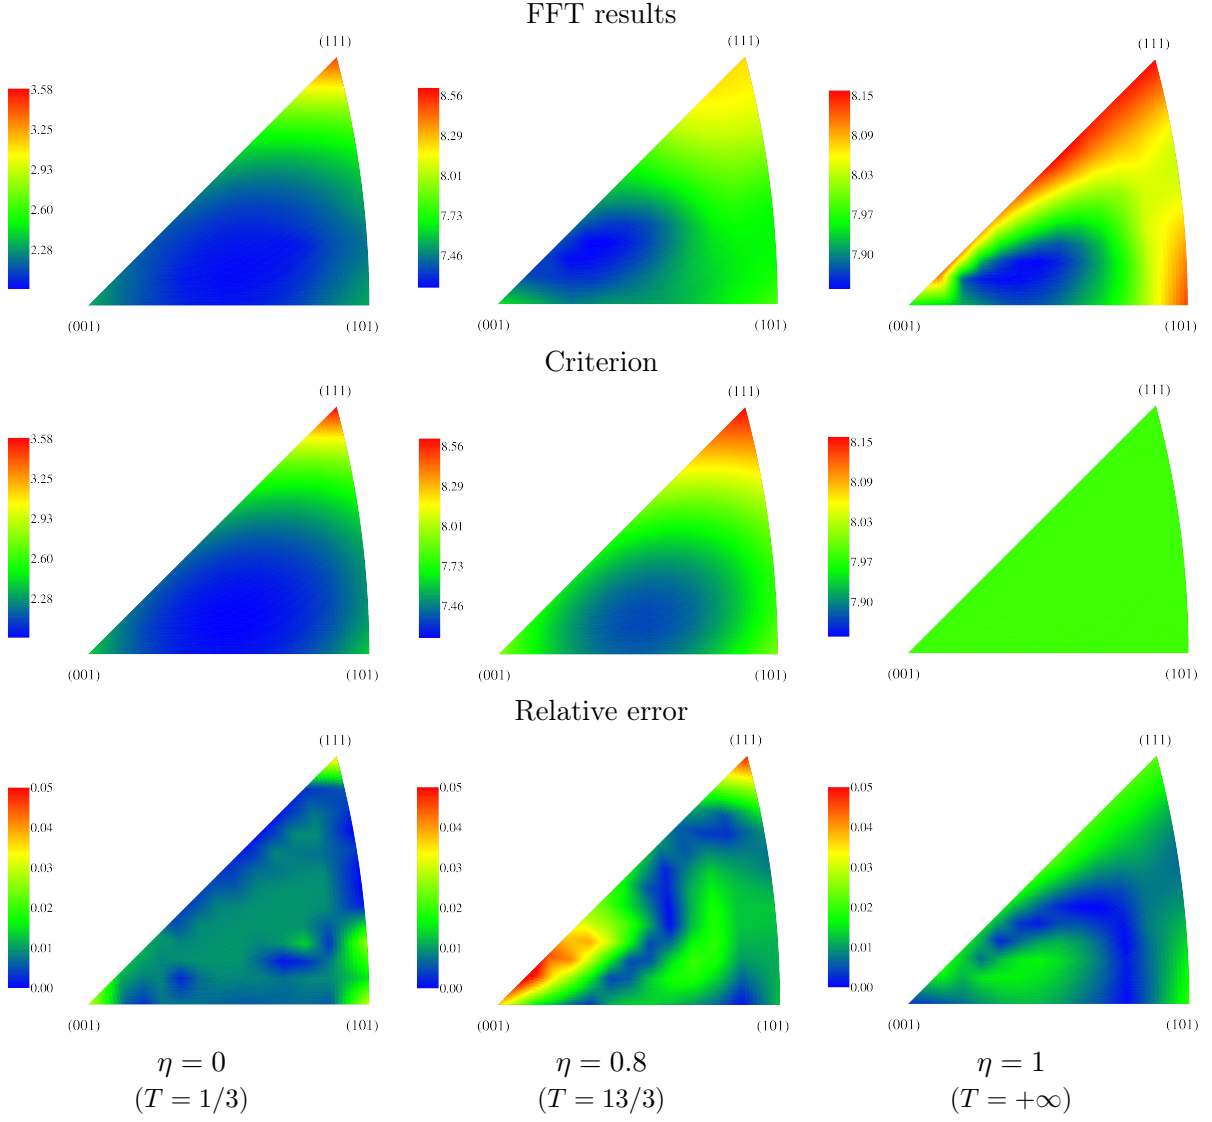 FFT results
(111) (111) (111)
3.58 8.56 8.15
3.25 8.29 8.09
2.93 8.01 8.03
2.60 7.73 7.97
2.28 7.46 7.90
(001) (101) (001) (101) (001) (101)
Criterion
(111) (111) (111)
3.58 8.56 8.15
3.25 8.29 8.09
2.93 8.01 8.03
2.60 7.73 7.97
2.28 7.46 7.90
(001) (101) (001) (101) (001) (101)
Relative error
(111) (111) (111)
0.05 0.05 0.05
0.04 0.04 0.04
0.03 0.03 0.03
0.02 0.02 0.02
0.01 0.01 0.01
0.00 0.00 0.00
(001) (101) (001) (101) (001) (101)
η = 0 η = 0.8 η = 1
(T = 1/3) (T = 13/3) (T = +∞)